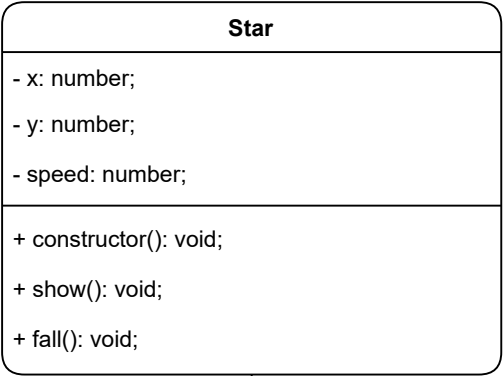 Star
- x: number;
- y: number;
- speed: number;
+ constructor(): void;
+ show(): void;
+ fall(): void;